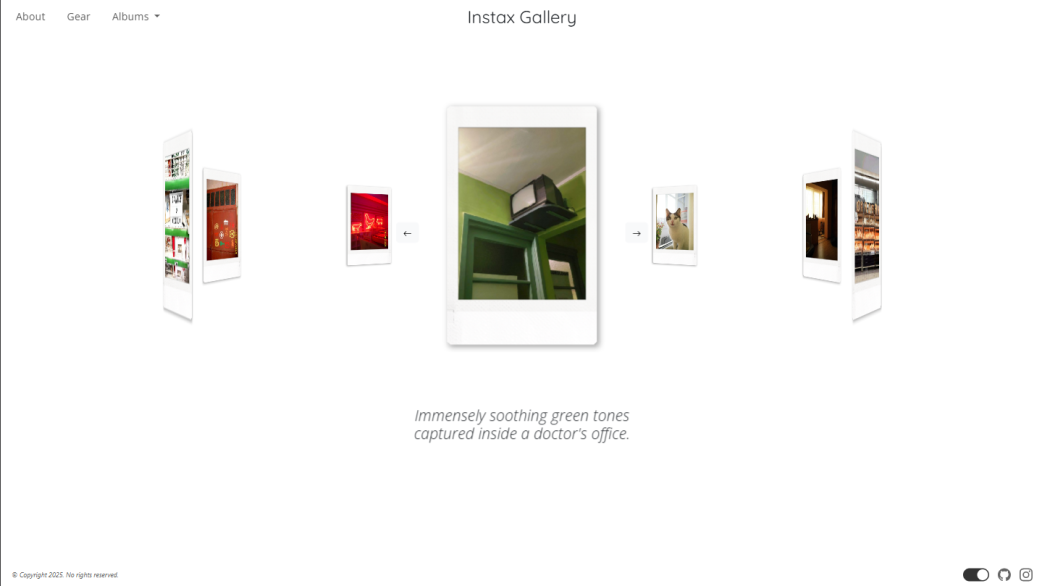 About
Gear
Albums
Instax Gallery
←
→
Immensely soothing green tones
captured inside a doctor's office.
© Copyright 2025. No rights reserved.